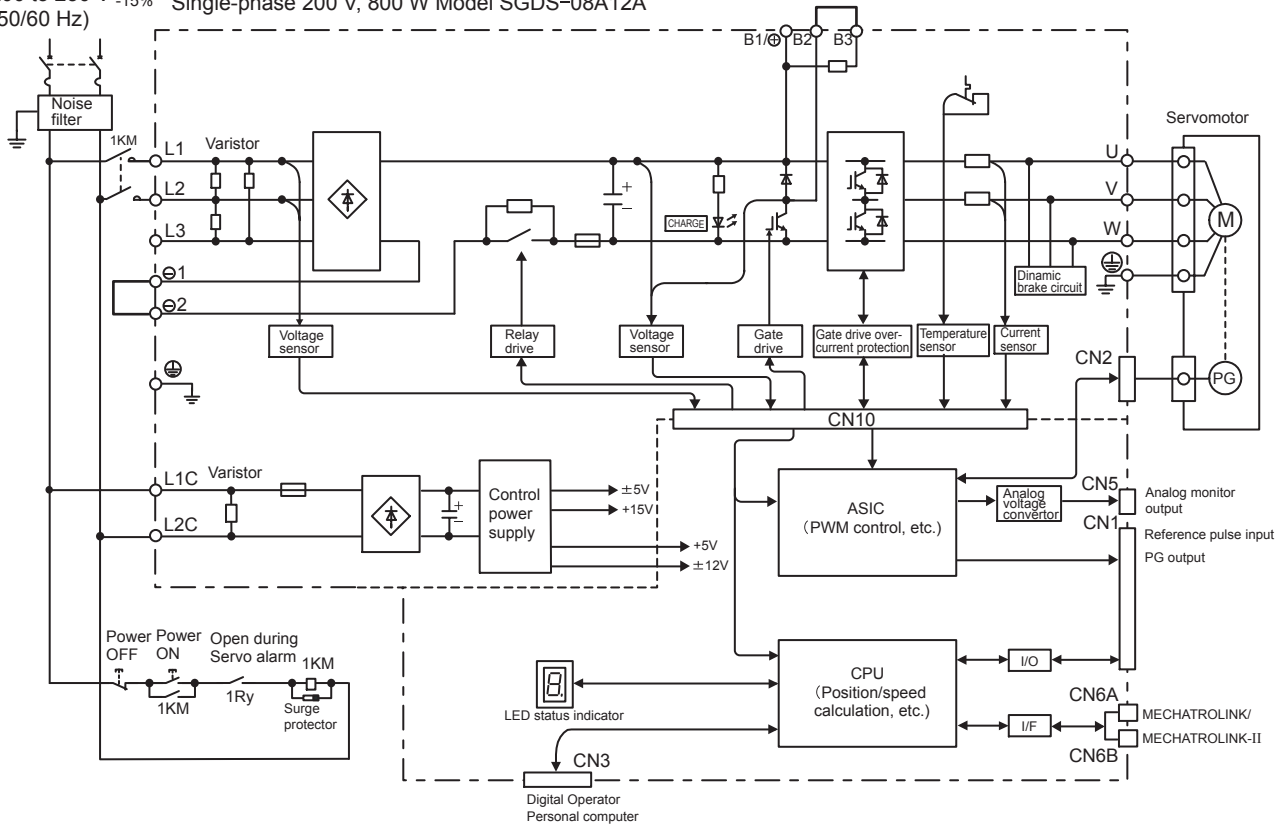 -15%
Single-phase 200 V, 800 W Model SGDS-08A12A
50/60 Hz)
B1/⊕ B2 B3
Noise
filter
1KM
L1
Varistor
L2
L3
⊖1
⊖2
+
–
CHARGE
U
V
W
Servomotor
M
Dinamic
brake circuit
Voltage
sensor
Relay
drive
Voltage
sensor
Gate
drive
Gate drive over-
current protection
Temperature
sensor
Current
sensor
CN2
PG
CN10
L1C
Varistor
L2C
+
–
Control
power
supply
±5V
+15V
+5V
±12V
ASIC
(PWM control, etc.)
Analog
voltage
convertor
CN5
Analog monitor
output
CN1
Reference pulse input
PG output
Power
OFF
Power
ON
Open during
Servo alarm
1KM
1KM
1Ry
Surge
protector
8.
LED status indicator
CPU
(Position/speed
calculation, etc.)
I/O
I/F
CN6A
MECHATROLINK/
MECHATROLINK-II
CN6B
CN3
Digital Operator
Personal computer